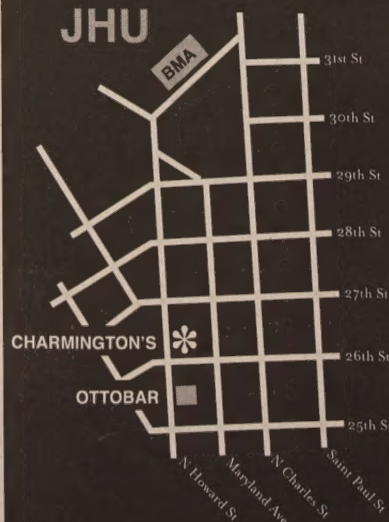 JHU
BMA
31st St
30th St
29th St
28th St
27th St
CHARMINGTON'S
26th St
OTTOBAR
25th St
N Howard St
Maryland Ave
N Charles St
Saint Paul St